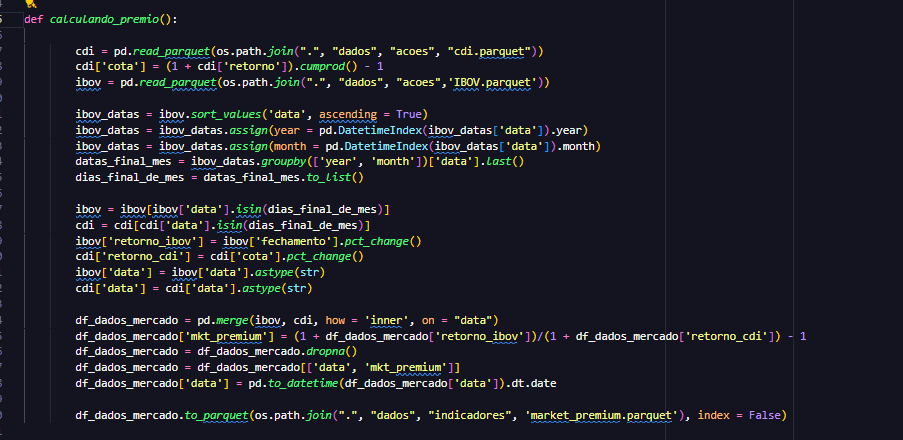 def calculando_premio():
cdi = pd.read_parquet(os.path.join(".", "dados", "acoes", "cdi.parquet"))
cdi['cota'] = (1 + cdi['retorno']).cumprod() - 1
ibov = pd.read_parquet(os.path.join(".", "dados", "acoes",'IBOV.parquet'))
ibov_datas = ibov.sort_values('data', ascending = True)
ibov_datas = ibov_datas.assign(year = pd.DatetimeIndex(ibov_datas['data']).year)
ibov_datas = ibov_datas.assign(month = pd.DatetimeIndex(ibov_datas['data']).month)
datas_final_mes = ibov_datas.groupby(['year', 'month'])['data'].last()
dias_final_de_mes = datas_final_mes.to_list()
ibov = ibov[ibov['data'].isin(dias_final_de_mes)]
cdi = cdi[cdi['data'].isin(dias_final_de_mes)]
ibov['retorno_ibov'] = ibov['fechamento'].pct_change()
cdi['retorno_cdi'] = cdi['cota'].pct_change()
ibov['data'] = ibov['data'].astype(str)
cdi['data'] = cdi['data'].astype(str)
df_dados_mercado = pd.merge(ibov, cdi, how = 'inner', on = "data")
df_dados_mercado['mkt_premium'] = (1 + df_dados_mercado['retorno_ibov'])/(1 + df_dados_mercado['retorno_cdi']) - 1
df_dados_mercado = df_dados_mercado.dropna()
df_dados_mercado = df_dados_mercado[['data', 'mkt_premium']]
df_dados_mercado['data'] = pd.to_datetime(df_dados_mercado['data']).dt.date
df_dados_mercado.to_parquet(os.path.join(".", "dados", "indicadores", 'market_premium.parquet'), index = False)